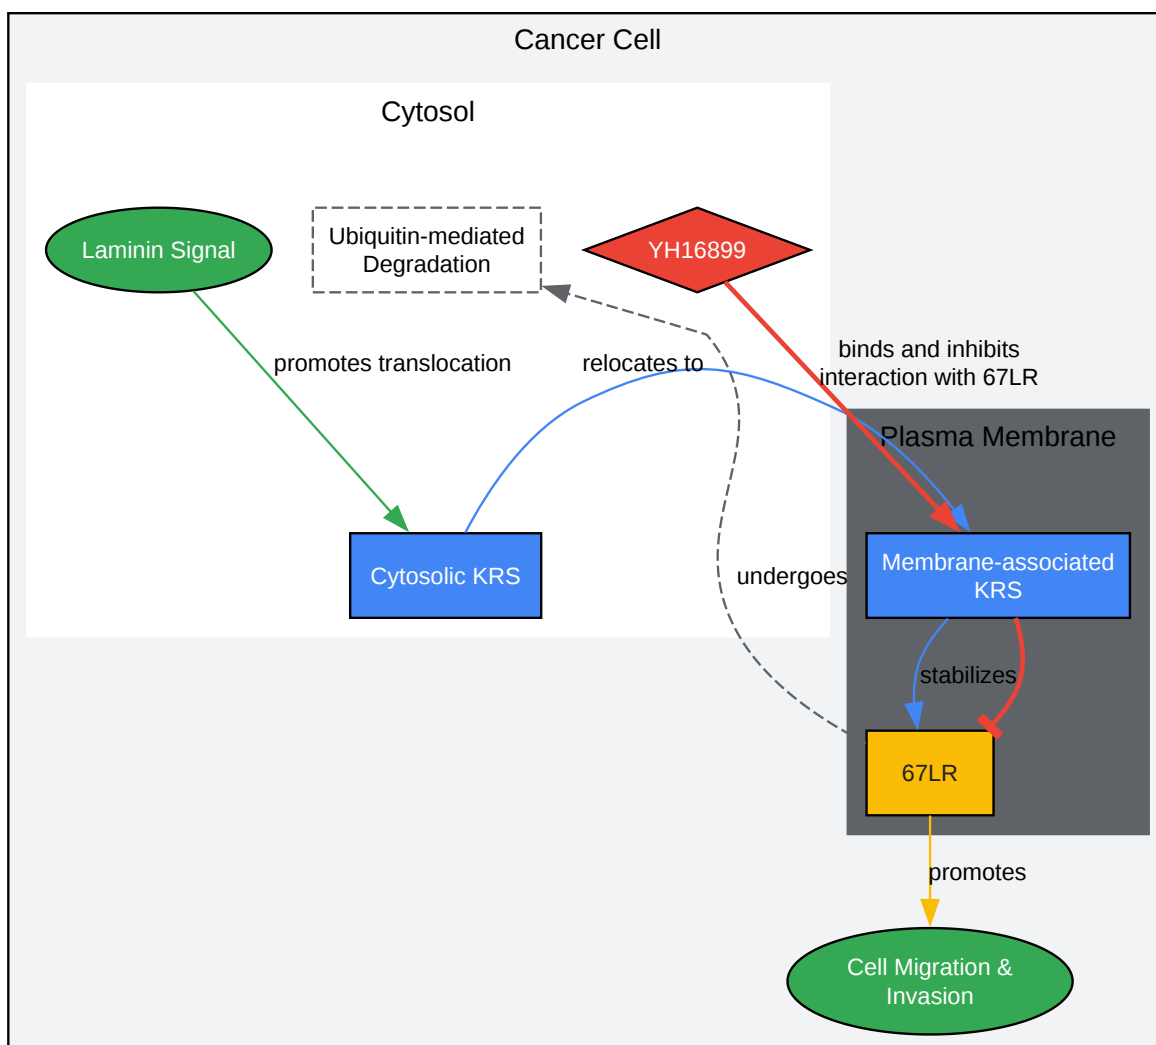 Cancer Cell
Cytosol
Laminin Signal
Ubiquitin-mediated
Degradation
YH16899
promotes translocation
relocates to
binds and inhibits
interaction with 67LR
Plasma Membrane
Cytosolic KRS
undergoes
Membrane-associated
KRS
stabilizes
67LR
promotes
Cell Migration &
Invasion